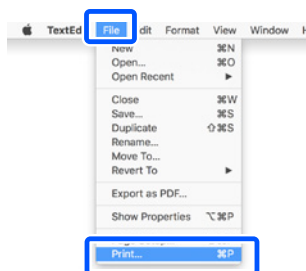 TextEd File dit Format View Window H
New ⌘N
Open... ⌘O
Open Recent ▶
Close ⌘W
Save... ⌘S
Duplicate ⇧⌘S
Rename...
Move To...
Revert To ▶
Export as PDF...
Show Properties ⌥⌘P
Print... ⌘P